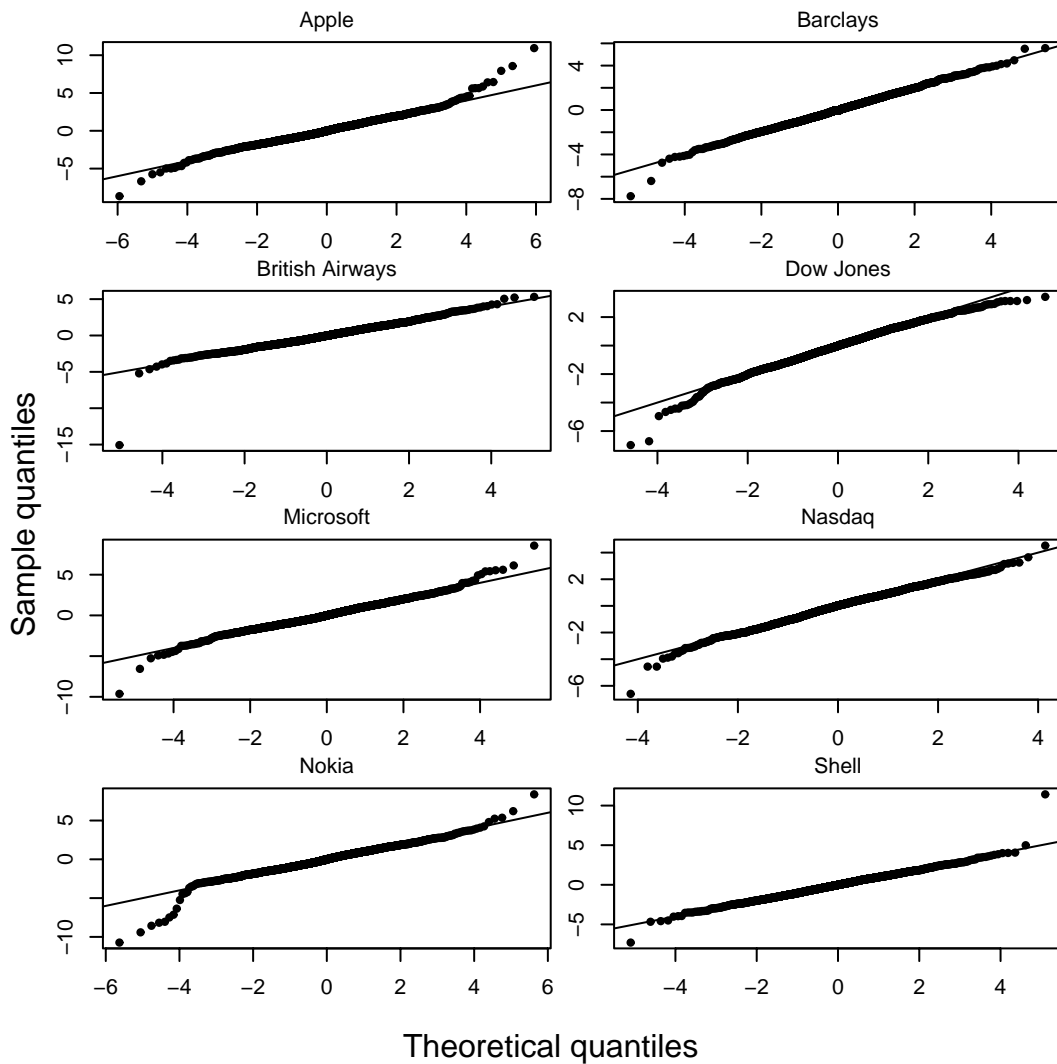 Apple
10
5
0
−5
−6 −4 −2 0 2 4 6
Barclays
4
0
−4
−8
−4 −2 0 2 4
British Airways
5
0
−5
−15
−4 −2 0 2 4
Dow Jones
2
−2
−6
−4 −2 0 2 4
Microsoft
5
0
−10
−4 −2 0 2 4
Nasdaq
2
−2
−6
−4 −2 0 2 4
Nokia
5
0
−10
−6 −4 −2 0 2 4 6
Shell
10
5
0
−5
−4 −2 0 2 4
Sample quantiles
Theoretical quantiles